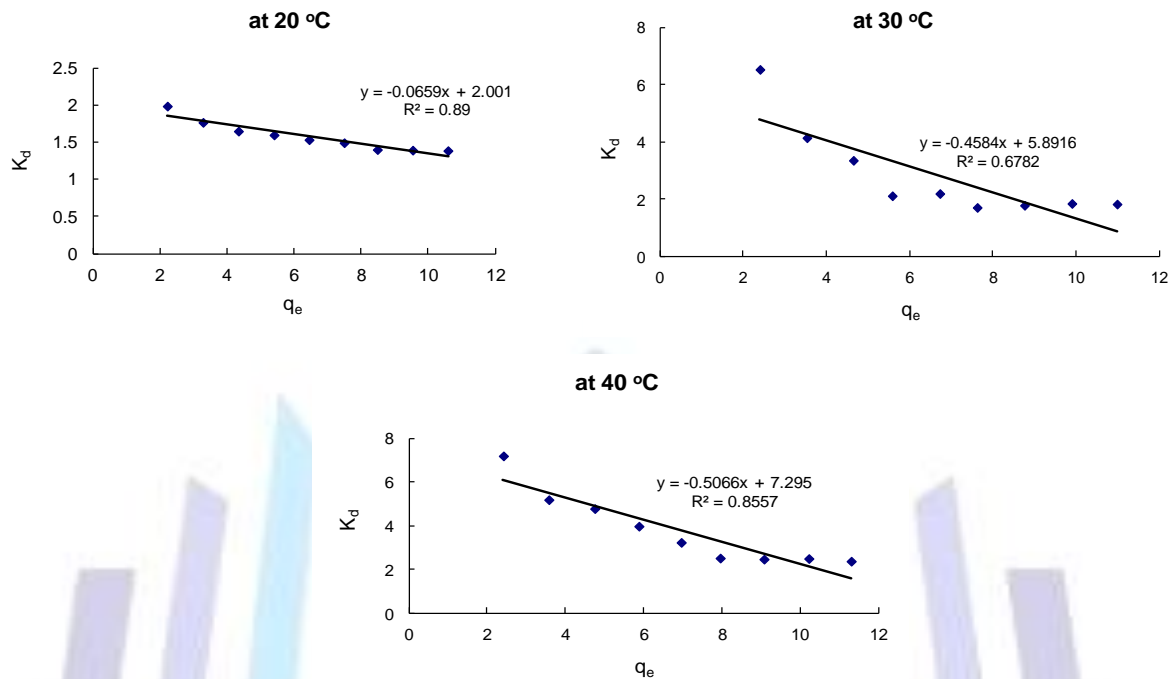 at 20 °C
2.5
2
1.5
1
0.5
0
K_d
y = -0.0659x + 2.001
R² = 0.89
0 2 4 6 8 10 12
q_e
at 30 °C
8
6
4
2
0
K_d
y = -0.4584x + 5.8916
R² = 0.6782
0 2 4 6 8 10 12
q_e
at 40 °C
8
6
4
2
0
K_d
y = -0.5066x + 7.295
R² = 0.8557
0 2 4 6 8 10 12
q_e